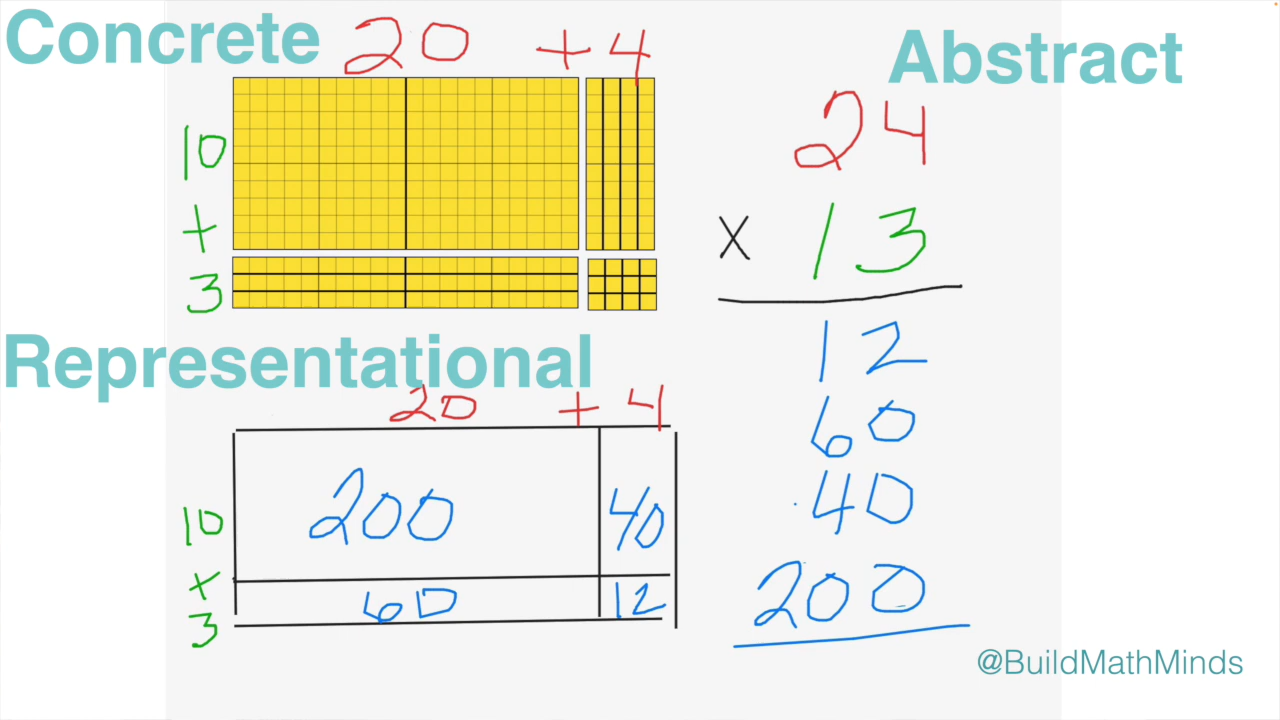 Concrete
20 + 4
10
+
3
Representational
20 + 4
10
+
3
200
40
60
12
Abstract
24
x 13
12
60
40
200
@BuildMathMinds